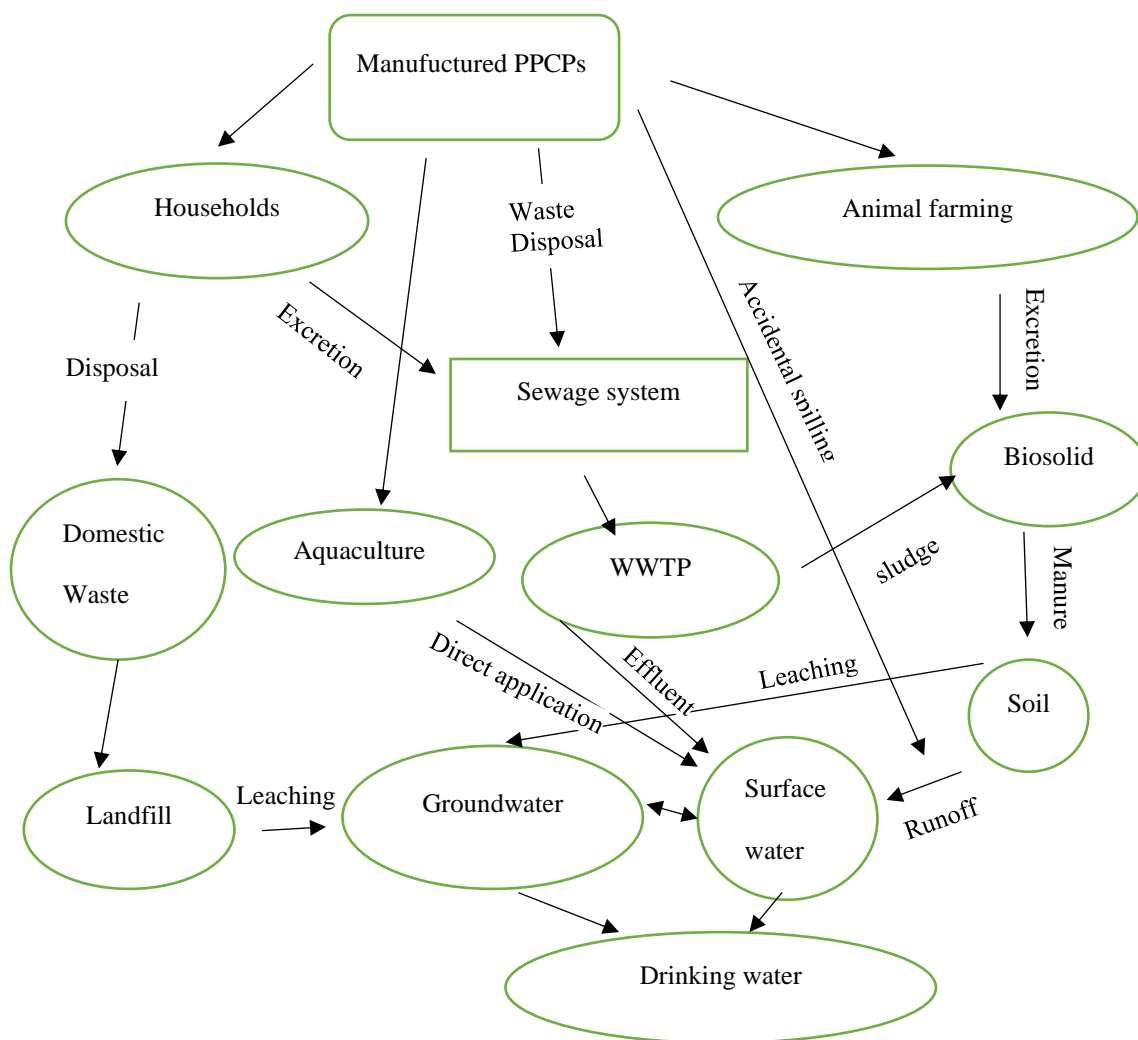 Manufuctured PPCPs
Households
Animal farming
Waste
Disposal
Excretion
Disposal
Accidental spilling
Excretion
Sewage system
Biosolid
Domestic
Waste
Aquaculture
WWTP
sludge
Manure
Direct application
Effluent
Leaching
Soil
Landfill
Leaching
Groundwater
Surface
water
Runoff
Drinking water